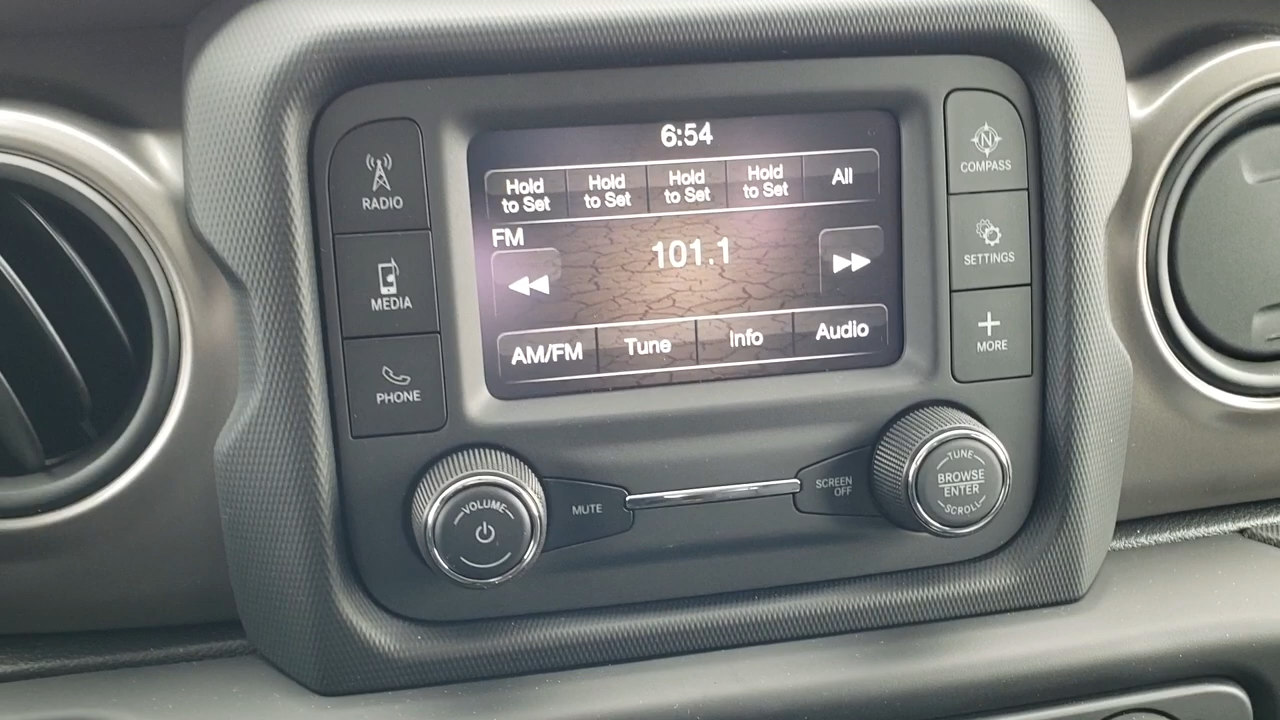 6:54
Hold
to Set
Hold
to Set
Hold
to Set
Hold
to Set
All
FM
101.1
AM/FM
Tune
Info
Audio
RADIO
MEDIA
PHONE
N
COMPASS
SETTINGS
MORE
VOLUME
MUTE
SCREEN
OFF
TUNE
BROWSE
ENTER
SCROLL